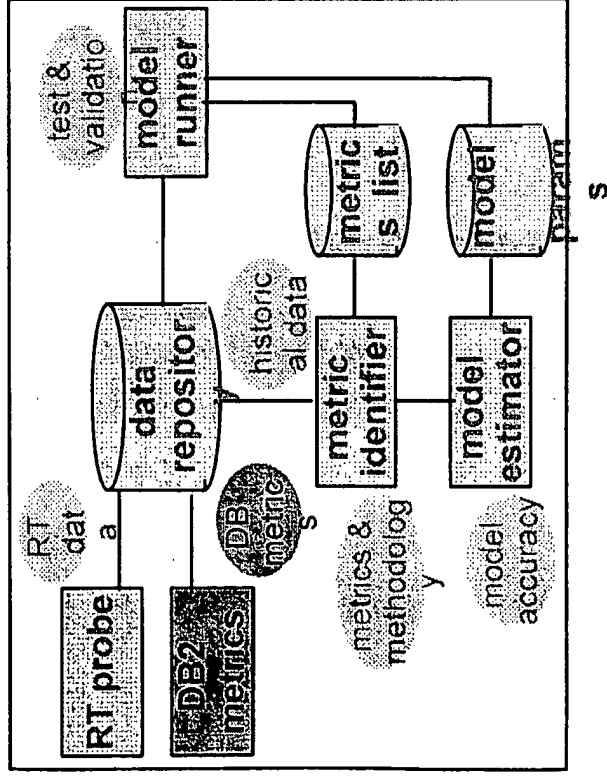 RT probe
RT
dat
a
data
repositor
y
test &
validatio
model
runner
DB2
metrics
DB
metric
s
historic
al data
metrics &
methodolog
y
metric
identifier
metric
s list
model
accuracy
model
estimator
model
param
s